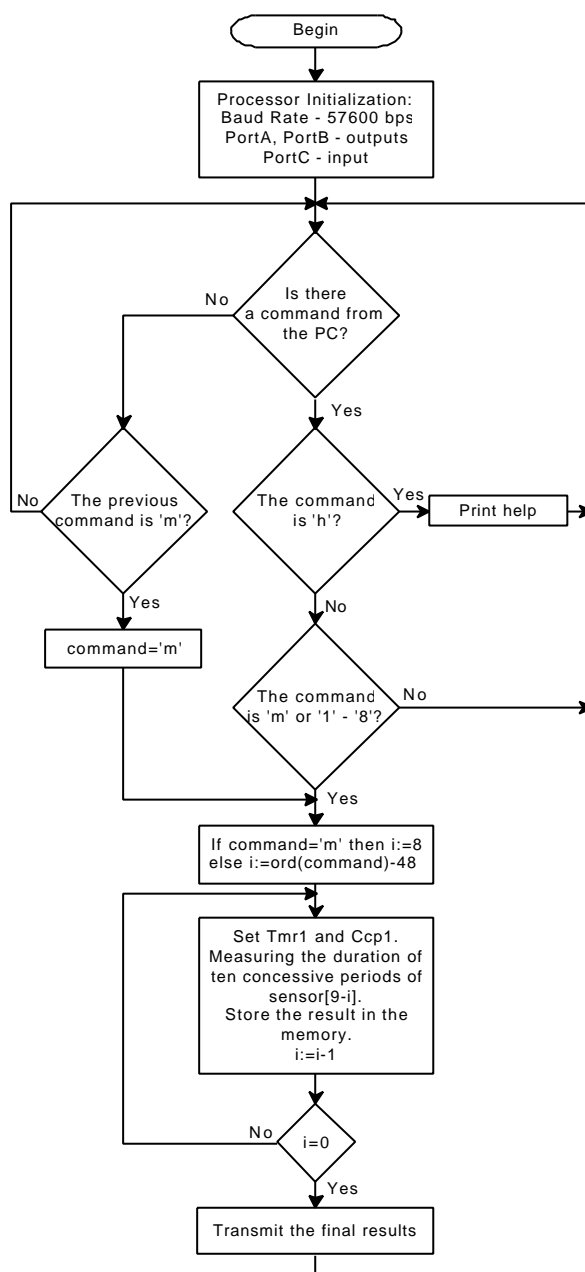 Begin
Processor Initialization:
Baud Rate - 57600 bps
PortA, PortB - outputs
PortC - input
Is there
a command from
the PC?
No
Yes
The previous
command is 'm'?
No
Yes
The command
is 'h'?
Yes
Print help
No
command='m'
The command
is 'm' or '1' - '8'?
No
Yes
If command='m' then i:=8
else i:=ord(command)-48
Set Tmr1 and Ccp1.
Measuring the duration of
ten concessive periods of
sensor[9-i].
Store the result in the
memory.
i:=i-1
No
i=0
Yes
Transmit the final results